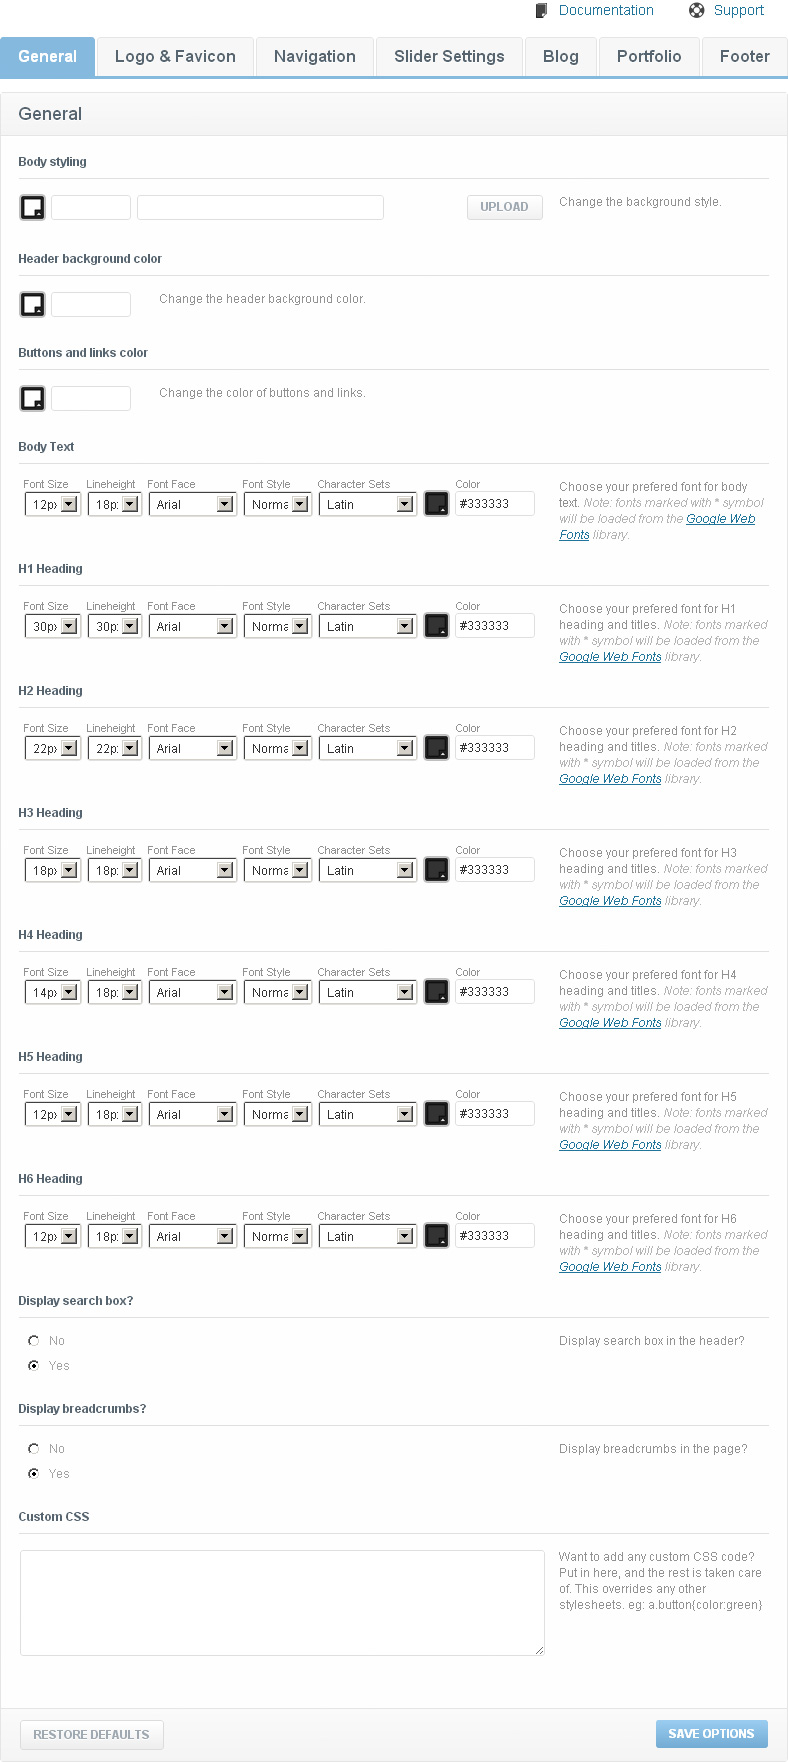 Documentation Support
General Logo & Favicon Navigation Slider Settings Blog Portfolio Footer
General
Body styling
UPLOAD Change the background style.
Header background color
Change the header background color.
Buttons and links color
Change the color of buttons and links.
Body Text
Font Size Lineheight Font Face Font Style Character Sets Color
12px 18px Arial Norma Latin #333333
Choose your prefered font for body
text. Note: fonts marked with * symbol
will be loaded from the Google Web
Fonts library.
H1 Heading
Font Size Lineheight Font Face Font Style Character Sets Color
30px 30px Arial Norma Latin #333333
Choose your prefered font for H1
heading and titles. Note: fonts marked
with * symbol will be loaded from the
Google Web Fonts library.
H2 Heading
Font Size Lineheight Font Face Font Style Character Sets Color
22px 22px Arial Norma Latin #333333
Choose your prefered font for H2
heading and titles. Note: fonts marked
with * symbol will be loaded from the
Google Web Fonts library.
H3 Heading
Font Size Lineheight Font Face Font Style Character Sets Color
18px 18px Arial Norma Latin #333333
Choose your prefered font for H3
heading and titles. Note: fonts marked
with * symbol will be loaded from the
Google Web Fonts library.
H4 Heading
Font Size Lineheight Font Face Font Style Character Sets Color
14px 18px Arial Norma Latin #333333
Choose your prefered font for H4
heading and titles. Note: fonts marked
with * symbol will be loaded from the
Google Web Fonts library.
H5 Heading
Font Size Lineheight Font Face Font Style Character Sets Color
12px 18px Arial Norma Latin #333333
Choose your prefered font for H5
heading and titles. Note: fonts marked
with * symbol will be loaded from the
Google Web Fonts library.
H6 Heading
Font Size Lineheight Font Face Font Style Character Sets Color
12px 18px Arial Norma Latin #333333
Choose your prefered font for H6
heading and titles. Note: fonts marked
with * symbol will be loaded from the
Google Web Fonts library.
Display search box?
No Display search box in the header?
Yes
Display breadcrumbs?
No Display breadcrumbs in the page?
Yes
Custom CSS
Want to add any custom CSS code?
Put in here, and the rest is taken care
of. This overrides any other
stylesheets. eg: a.button{color:green}
RESTORE DEFAULTS SAVE OPTIONS